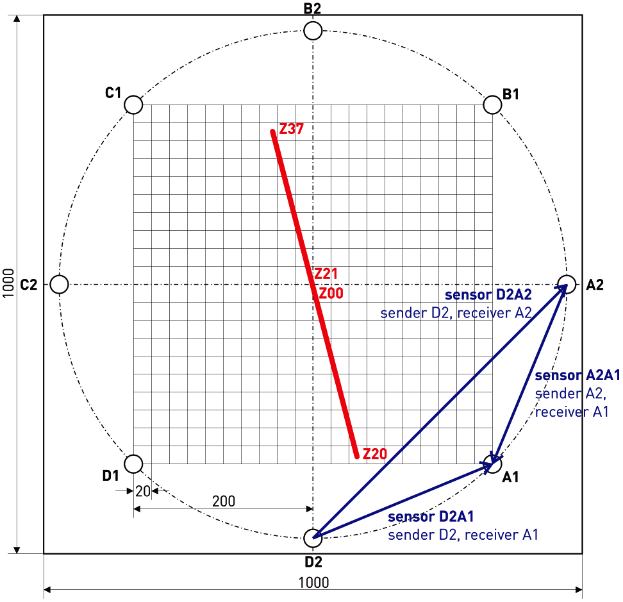 B2
C1
B1
Z37
1000
C2
Z21
Z00
sensor D2A2
sender D2, receiver A2
A2
sensor A2A1
sender A2,
receiver A1
Z20
D1
20
A1
200
sensor D2A1
sender D2, receiver A1
D2
1000